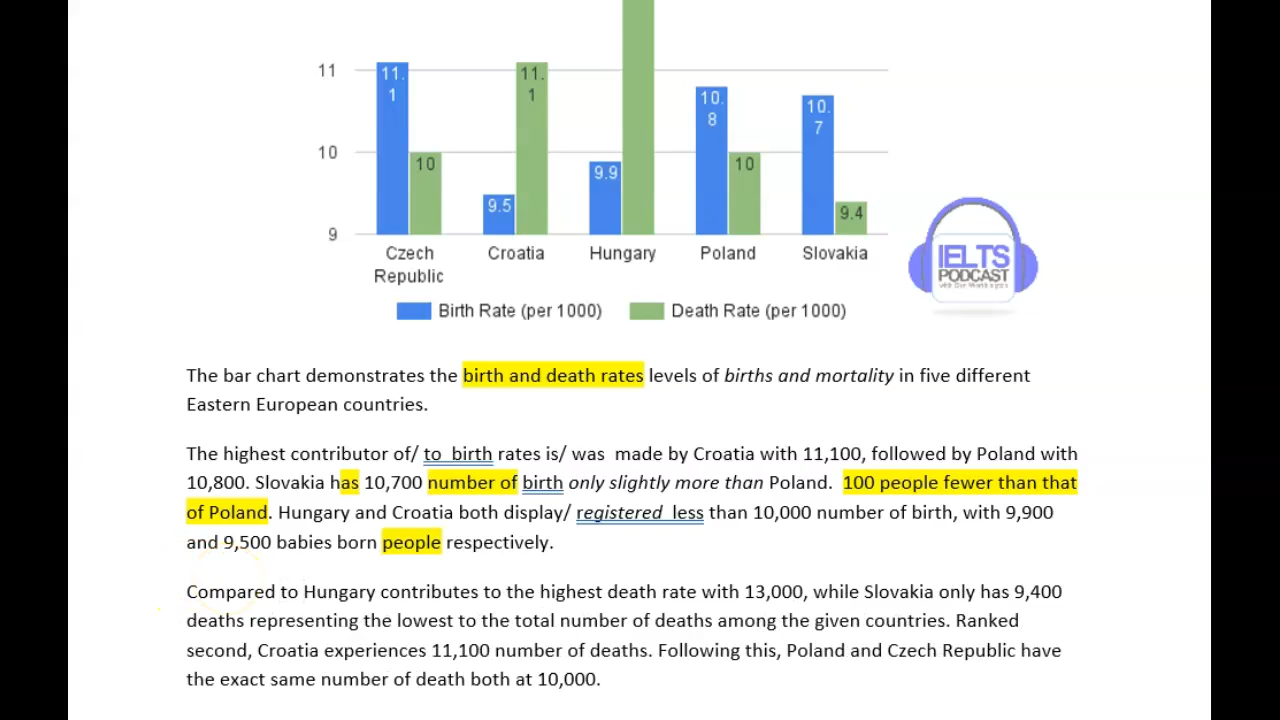 11
10
9
11.
1
10
9.5
11.
1
9.9
10.
8
10
10.
7
9.4
Czech
Republic
Croatia
Hungary
Poland
Slovakia
Birth Rate (per 1000)
Death Rate (per 1000)
IELTS
PODCAST
The bar chart demonstrates the birth and death rates levels of births and mortality in five different
Eastern European countries.
The highest contributor of/ to birth rates is/ was made by Croatia with 11,100, followed by Poland with
10,800. Slovakia has 10,700 number of birth only slightly more than Poland. 100 people fewer than that
of Poland. Hungary and Croatia both display/ registered less than 10,000 number of birth, with 9,900
and 9,500 babies born people respectively.
Compared to Hungary contributes to the highest death rate with 13,000, while Slovakia only has 9,400
deaths representing the lowest to the total number of deaths among the given countries. Ranked
second, Croatia experiences 11,100 number of deaths. Following this, Poland and Czech Republic have
the exact same number of death both at 10,000.